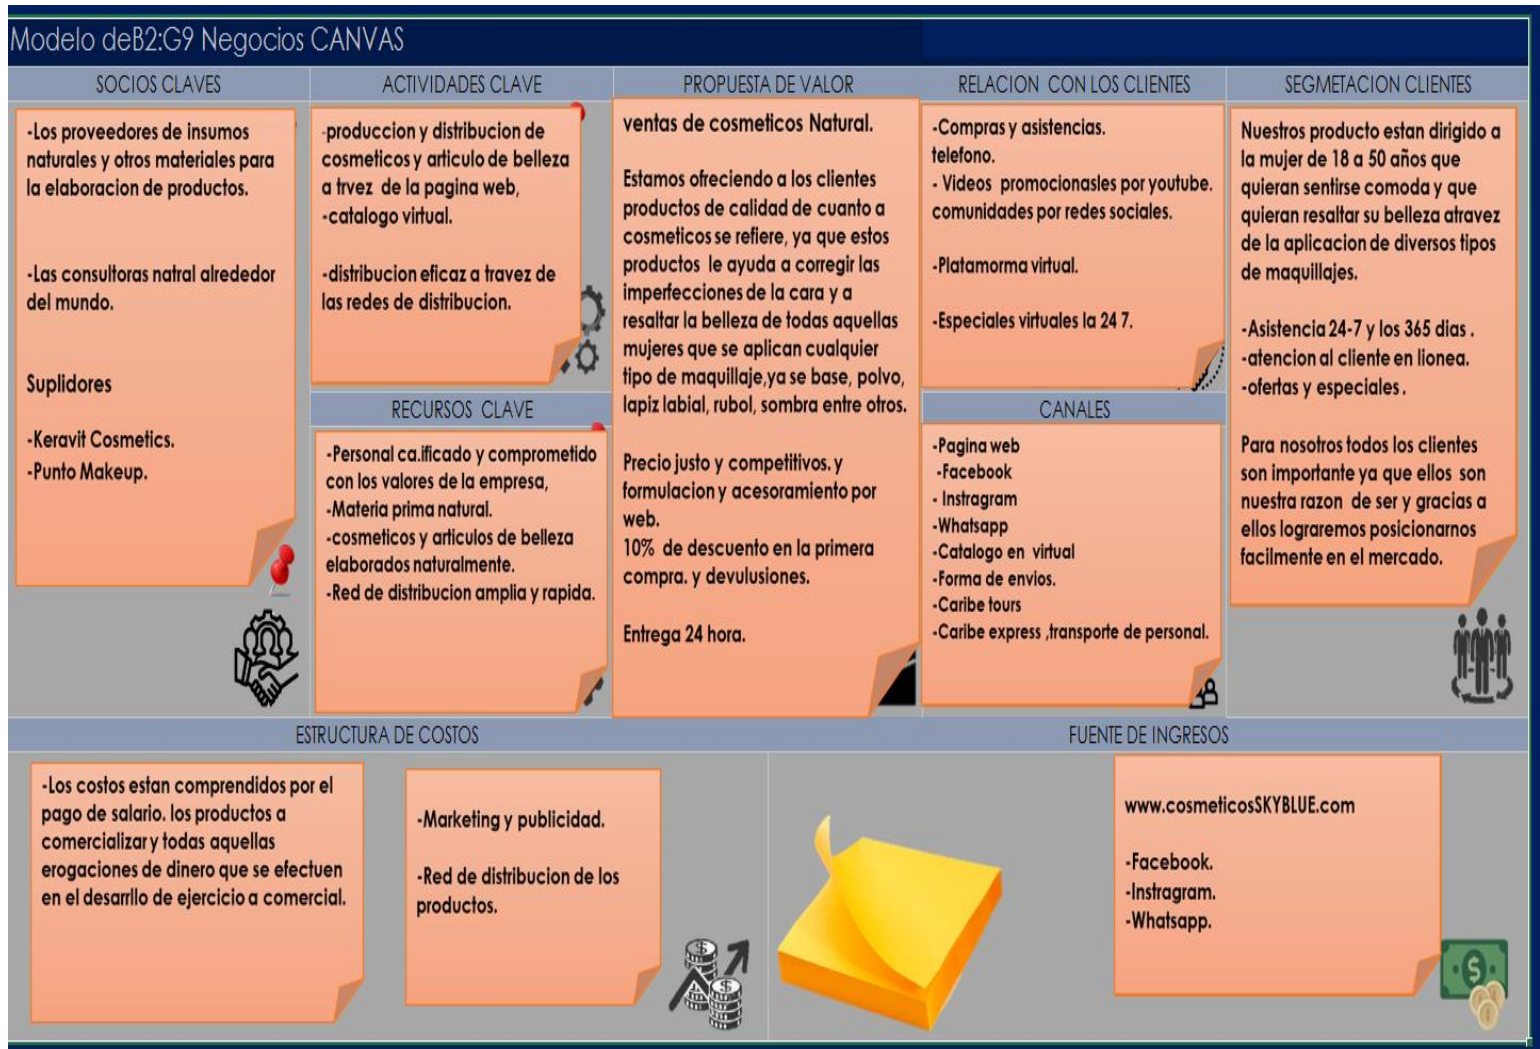 Modelo deB2:G9 Negocios CANVAS
SOCIOS CLAVES
-Los proveedores de insumos
naturales y otros materiales para
la elaboracion de productos.
-Las consultoras natral alrededor
del mundo.
Suplidores
-Keravit Cosmetics.
-Punto Makeup.
ACTIVIDADES CLAVE
-produccion y distribucion de
cosmeticos y articulo de belleza
a trvez de la pagina web,
-catalogo virtual.
-distribucion eficaz a travez de
las redes de distribucion.
RECURSOS CLAVE
-Personal ca.ificado y comprometido
con los valores de la empresa,
-Materia prima natural.
-cosmeticos y articulos de belleza
elaborados naturalmente.
-Red de distribucion amplia y rapida.
PROPUESTA DE VALOR
ventas de cosmeticos Natural.
Estamos ofreciendo a los clientes
productos de calidad de cuanto a
cosmeticos se refiere, ya que estos
productos le ayuda a corregir las
imperfecciones de la cara y a
resaltar la belleza de todas aquellas
mujeres que se aplican cualquier
tipo de maquillaje,ya se base, polvo,
lapiz labial, rubol, sombra entre otros.
Precio justo y competitivos. y
formulacion y acesoramiento por
web.
10% de descuento en la primera
compra. y devulusiones.
Entrega 24 hora.
RELACION CON LOS CLIENTES
-Compras y asistencias.
telefono.
- Videos promocionasles por youtube.
comunidades por redes sociales.
-Platamorma virtual.
-Especiales virtuales la 24 7.
CANALES
-Pagina web
-Facebook
- Instragram
-Whatsapp
-Catalogo en virtual
-Forma de envios.
-Caribe tours
-Caribe express ,transporte de personal.
SEGMETACION CLIENTES
Nuestros producto estan dirigido a
la mujer de 18 a 50 años que
quieran sentirse comoda y que
quieran resaltar su belleza atravez
de la aplicacion de diversos tipos
de maquillajes.
-Asistencia 24-7 y los 365 dias .
-atencion al cliente en lionea.
-ofertas y especiales .
Para nosotros todos los clientes
son importante ya que ellos son
nuestra razon de ser y gracias a
ellos lograremos posicionarnos
facilmente en el mercado.
ESTRUCTURA DE COSTOS
-Los costos estan comprendidos por el
pago de salario. los productos a
comercializar y todas aquellas
erogaciones de dinero que se efectuen
en el desarrllo de ejercicio a comercial.
-Marketing y publicidad.
-Red de distribucion de los
productos.
FUENTE DE INGRESOS
www.cosmeticosSKYBLUE.com
-Facebook.
-Instragram.
-Whatsapp.